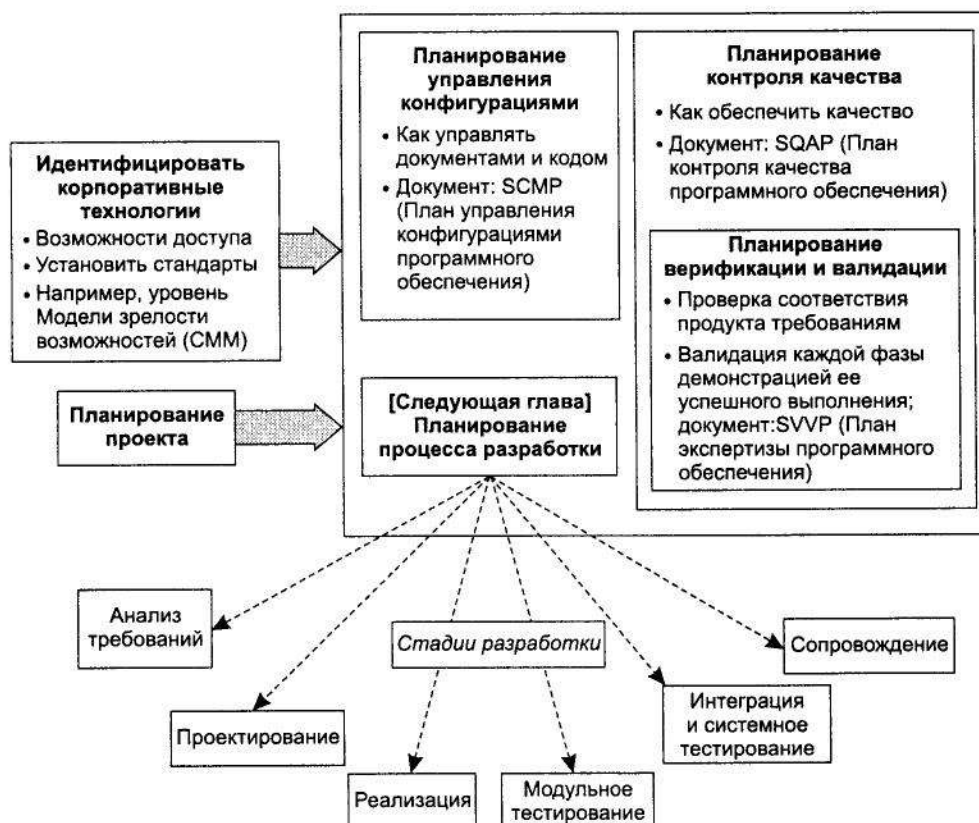 Планирование
управления
конфигурациями
• Как управлять
документами и кодом
• Документ: SCMP
(План управления
конфигурациями
программного
обеспечения)
Планирование
контроля качества
• Как обеспечить качество
• Документ: SQAP (План
контроля качества
программного обеспечения)
Идентифицировать
корпоративные
технологии
• Возможности доступа
• Установить стандарты
• Например, уровень
Модели зрелости
возможностей (CMM)
Планирование
верификации и валидации
• Проверка соответствия
продукта требованиям
• Валидация каждой фазы
демонстрацией ее
успешного выполнения;
документ:SVVP (План
экспертизы программного
обеспечения)
Планирование
проекта
[Следующая глава]
Планирование
процесса разработки
Анализ
требований
Стадии разработки
Сопровождение
Проектирование
Интеграция
и системное
тестирование
Реализация
Модульное
тестирование